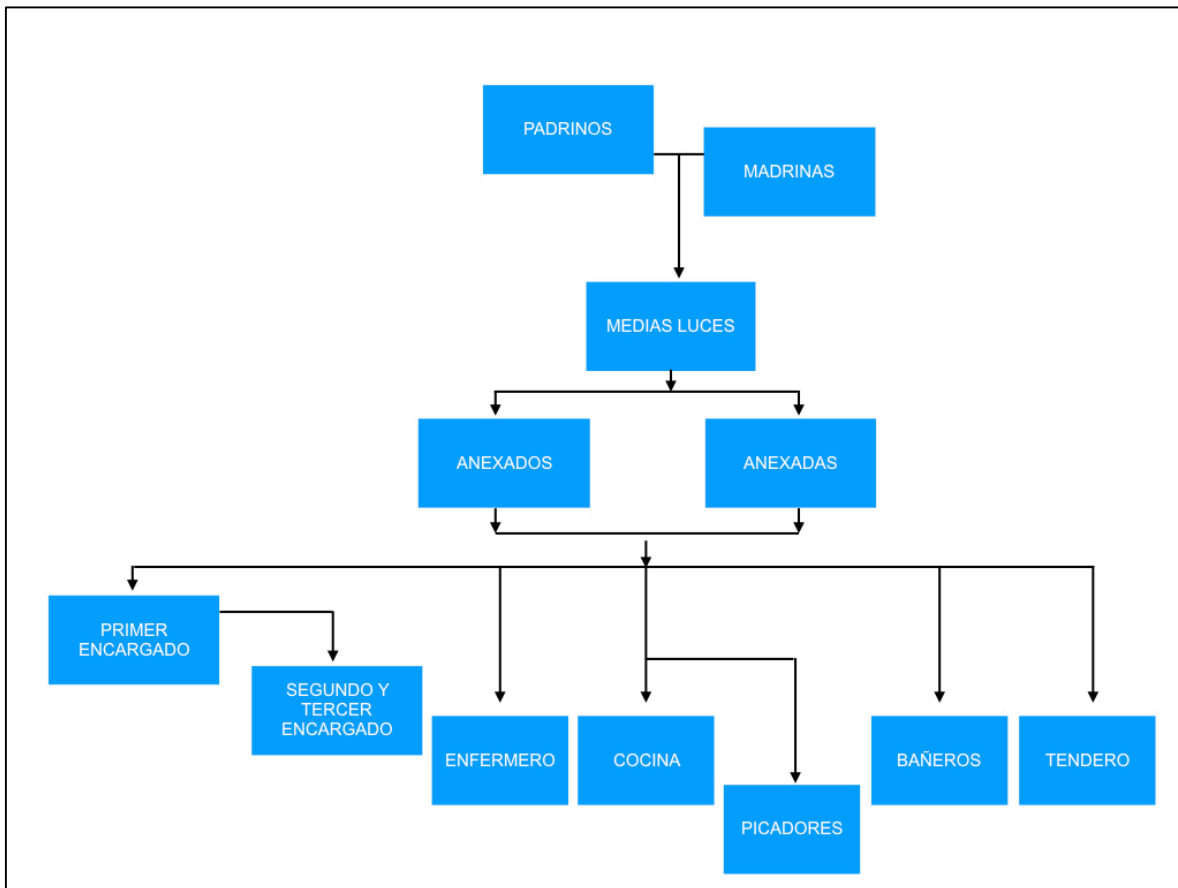 PADRINOS
MADRINAS
MEDIAS LUCES
ANEXADOS
ANEXADAS
PRIMER
ENCARGADO
SEGUNDO Y
TERCER
ENCARGADO
ENFERMERO
COCINA
PICADORES
BAÑEROS
TENDERO